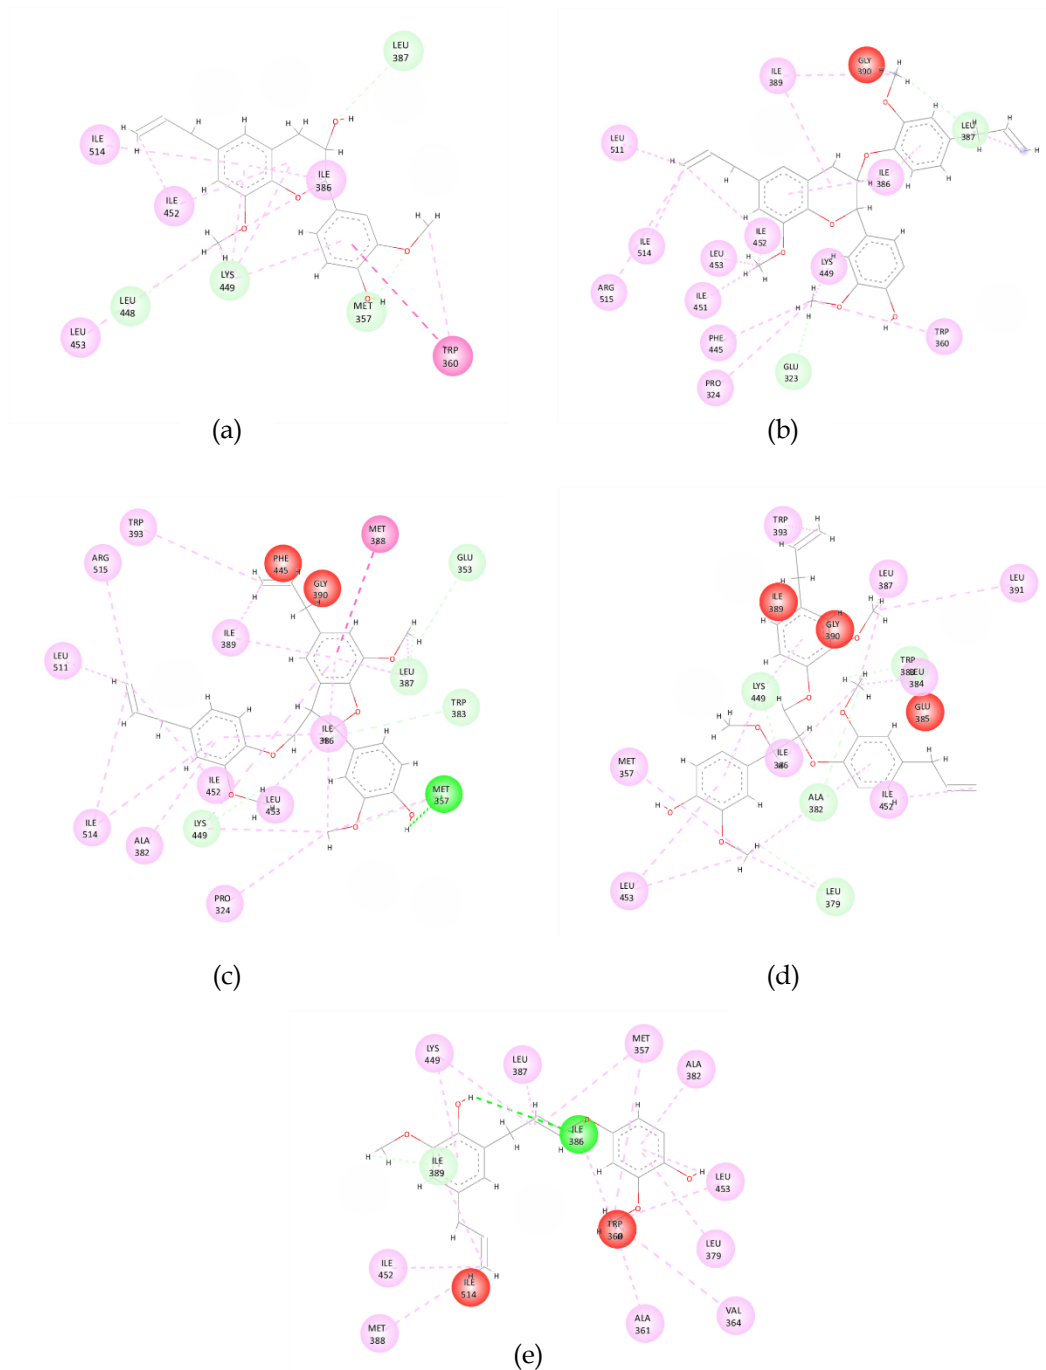 LEU
387
ILE
514
ILE
386
ILE
452
LYS
449
LEU
448
MET
357
LEU
453
TRP
360
O
H
(a)
GLY
390
ILE
389
LEU
511
LEU
387
ILE
386
ILE
452
ILE
514
LEU
453
LYS
449
ARG
515
ILE
451
PHE
445
TRP
360
GLU
323
PRO
324
(b)
TRP
393
MET
388
ARG
515
PHE
445
GLY
390
GLU
353
ILE
389
LEU
511
LEU
387
TRP
383
ILE
386
ILE
452
LEU
453
MET
357
ILE
514
LYS
449
ALA
382
PRO
324
(c)
TRP
393
LEU
387
LEU
391
ILE
389
GLY
390
TRP
383
LEU
384
LYS
449
GLU
385
MET
357
ILE
386
ALA
382
ILE
452
LEU
453
LEU
379
(d)
LYS
449
LEU
387
MET
357
ALA
382
ILE
386
ILE
389
LEU
453
TRP
360
LEU
379
ILE
452
ILE
514
MET
388
ALA
361
VAL
364
(e)